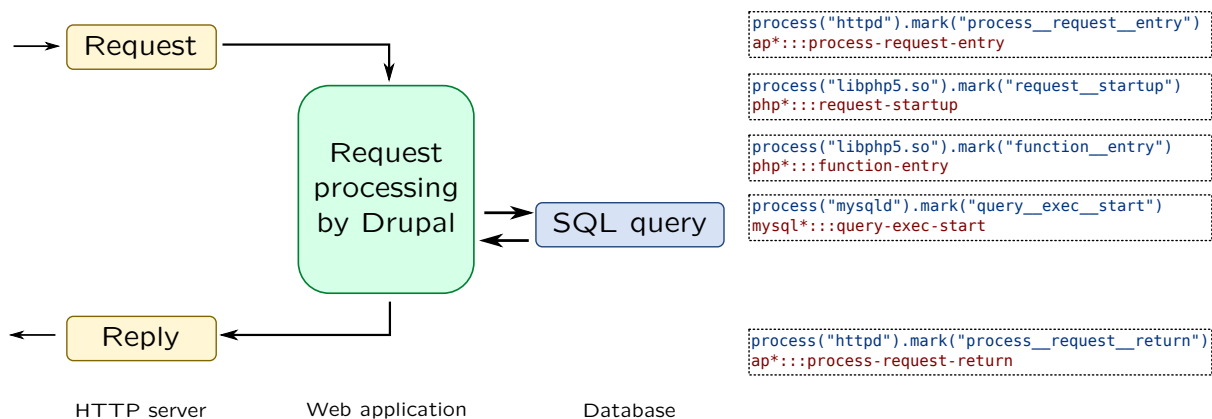 Request
Request
processing
by Drupal
SQL query
Reply
HTTP server
Web application
Database
process("httpd").mark("process__request__entry")
ap*:::process-request-entry
process("libphp5.so").mark("request__startup")
php*:::request-startup
process("libphp5.so").mark("function__entry")
php*:::function-entry
process("mysqld").mark("query__exec__start")
mysql*:::query-exec-start
process("httpd").mark("process__request__return")
ap*:::process-request-return